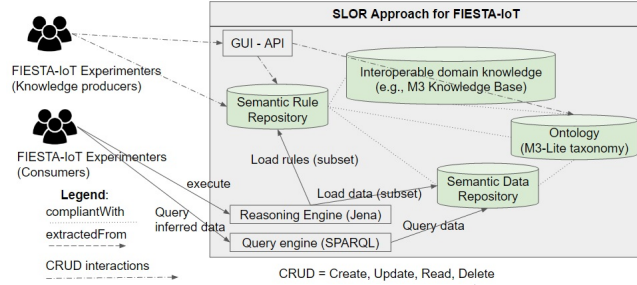 SLOR Approach for FIESTA-IoT
GUI - API
FIESTA-IoT Experimenters
(Knowledge producers)
Interoperable domain knowledge
(e.g., M3 Knowledge Base)
Semantic Rule
Repository
Ontology
(M3-Lite taxonomy)
FIESTA-IoT Experimenters
(Consumers)
Load rules (subset)
Semantic Data
Repository
Legend:
compliantWith
extractedFrom
CRUD interactions
execute
Load data (subset)
Query
inferred data
Reasoning Engine (Jena)
Query engine (SPARQL)
Query data
CRUD = Create, Update, Read, Delete